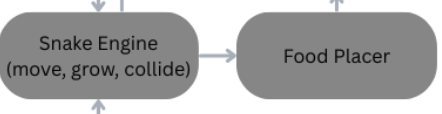 Snake Engine
(move, grow, collide)
Food Placer